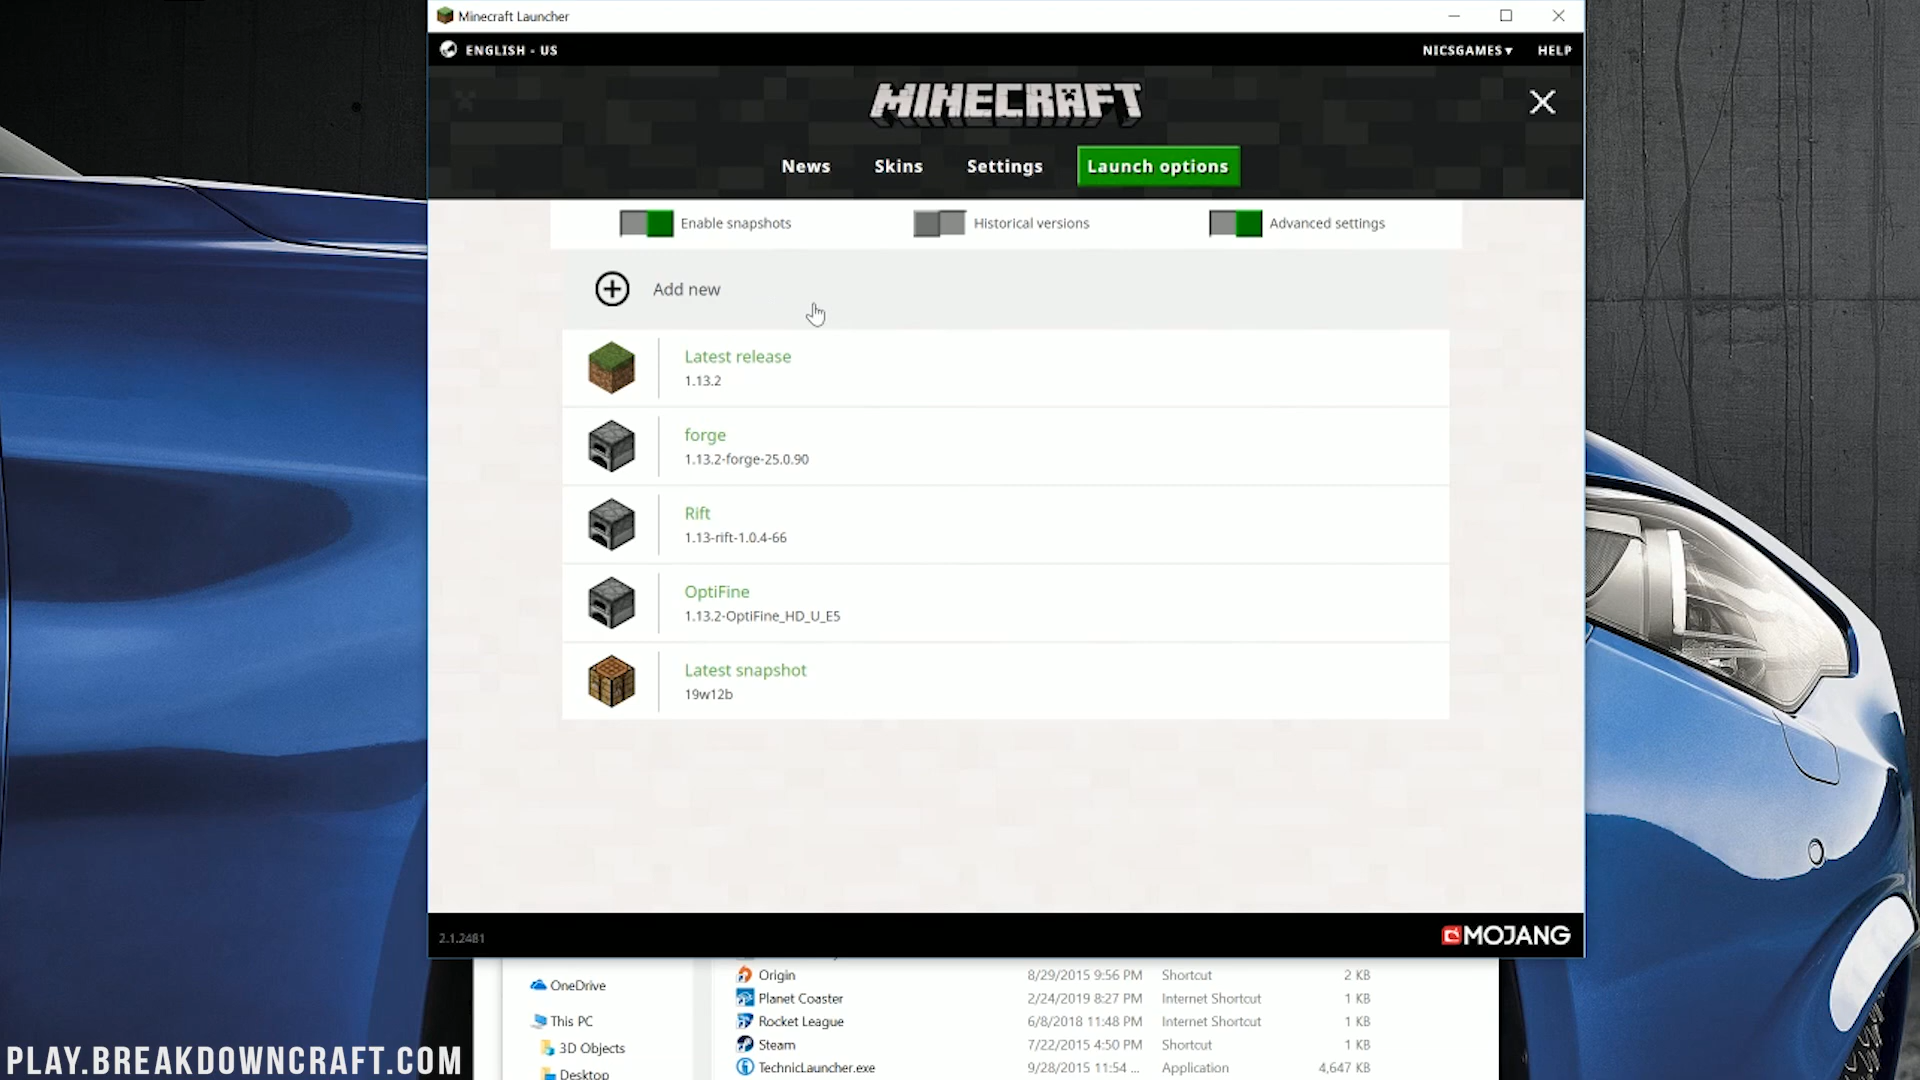 Minecraft Launcher
ENGLISH - US
NICSGAMES▾ HELP
MINECRAFT
News Skins Settings Launch options
Enable snapshots Historical versions Advanced settings
Add new
Latest release
1.13.2
forge
1.13.2-forge-25.0.90
Rift
1.13-rift-1.0.4-66
OptiFine
1.13.2-OptiFine_HD_U_E5
Latest snapshot
19w12b
2.1.2481
MOJANG
OneDrive
This PC
3D Objects
Desktop
Origin 8/29/2015 9:56 PM Shortcut 2 KB
Planet Coaster 2/24/2019 8:27 PM Internet Shortcut 1 KB
Rocket League 6/8/2018 11:48 PM Internet Shortcut 1 KB
Steam 7/22/2015 4:50 PM Shortcut 1 KB
TechnicLauncher.exe 9/28/2015 11:54 ... Application 4,647 KB
PLAY.BREAKDOWNCRAFT.COM